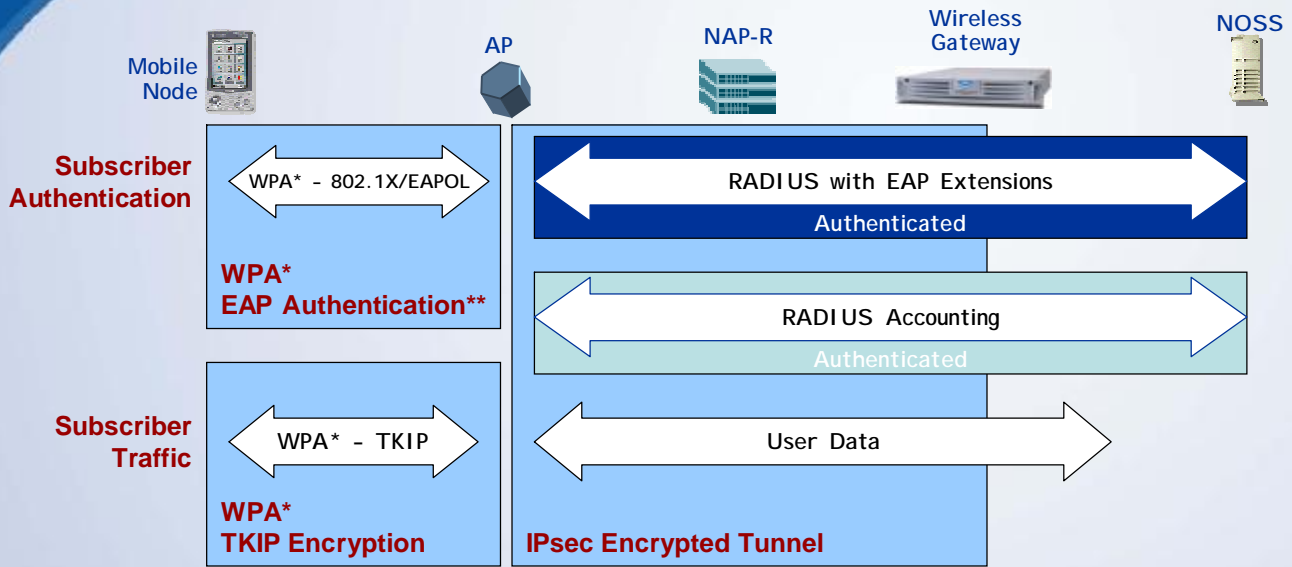 Mobile
Node
AP
NAP-R
Wireless
Gateway
NOSS
Subscriber
Authentication
WPA* - 802.1X/EAPOL
RADIUS with EAP Extensions
Authenticated
WPA*
EAP Authentication**
RADIUS Accounting
Authenticated
Subscriber
Traffic
WPA* – TKIP
User Data
WPA*
TKIP Encryption
IPsec Encrypted Tunnel